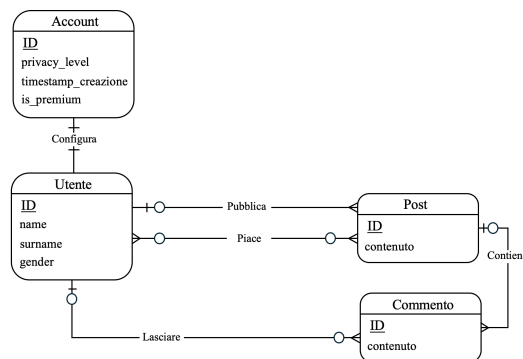 Account
ID
privacy_level
timestamp_creazione
is_premium
Configura
Utente
ID
name
surname
gender
Pubblica
Piace
Post
ID
contenuto
Contien
Lasciare
Commento
ID
contenuto